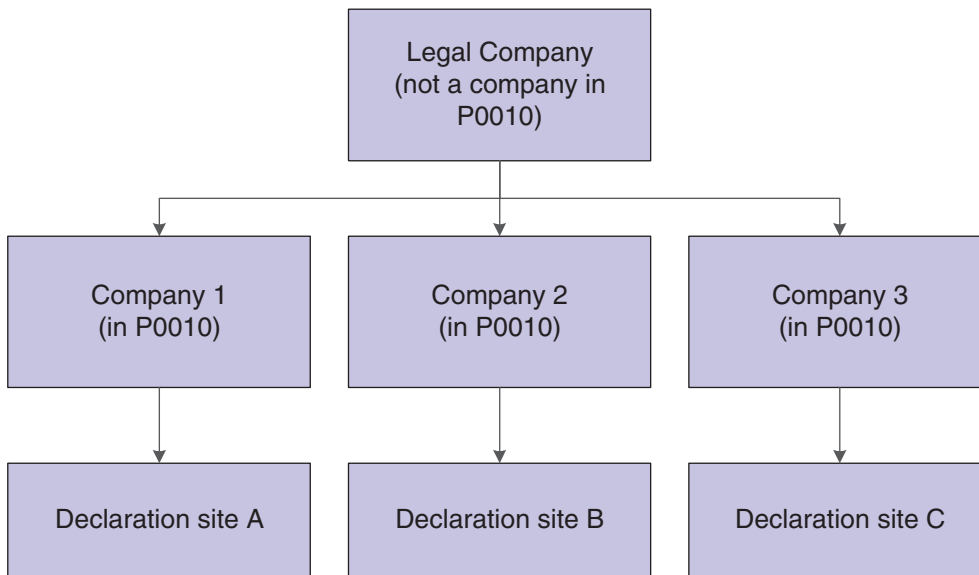 Legal Company
(not a company in
P0010)
Company 1
(in P0010)
Company 2
(in P0010)
Company 3
(in P0010)
Declaration site A
Declaration site B
Declaration site C